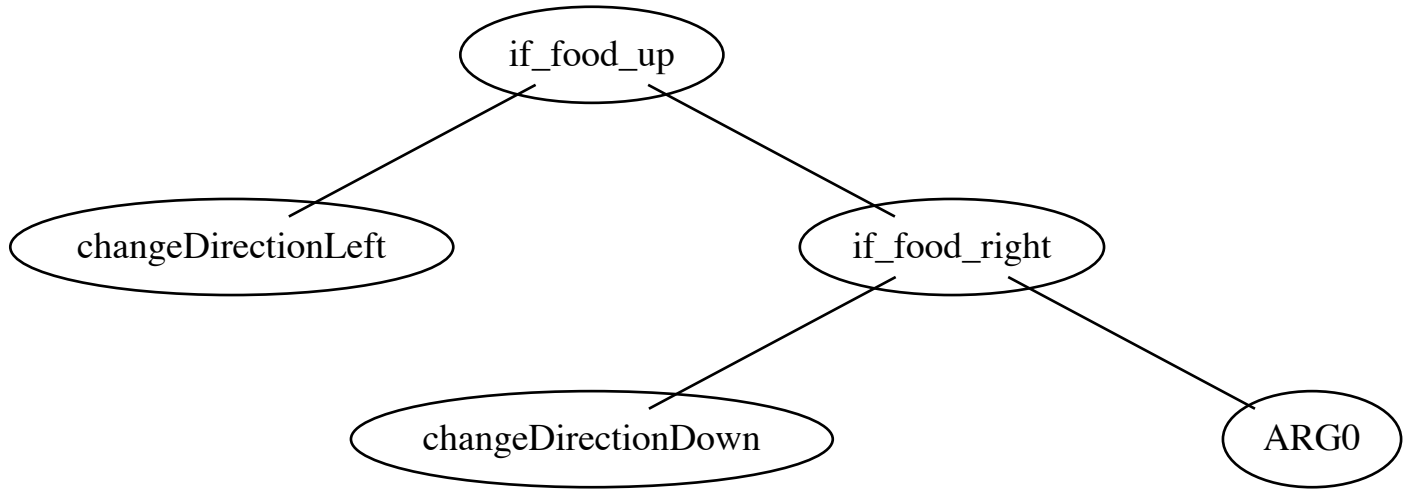 if_food_up
changeDirectionLeft
if_food_right
changeDirectionDown
ARG0